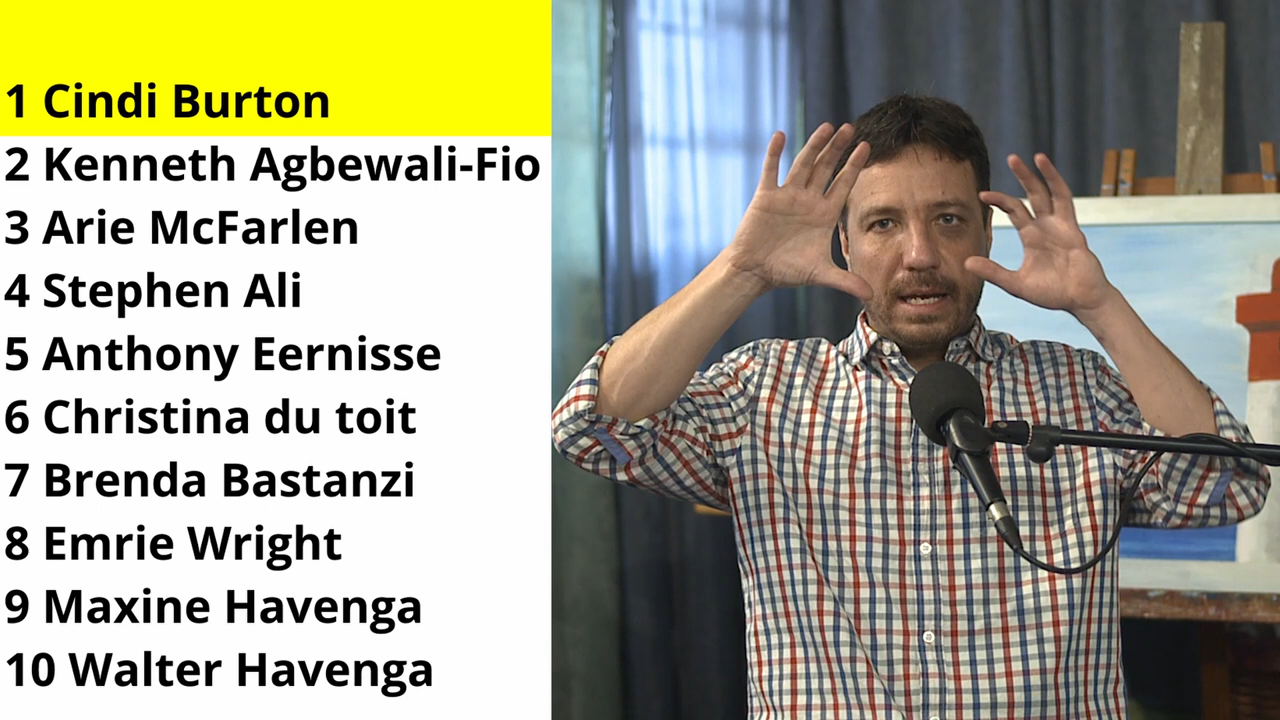 1 Cindi Burton
2 Kenneth Agbewali-Fio
3 Arie McFarlen
4 Stephen Ali
5 Anthony Eernisse
6 Christina du toit
7 Brenda Bastanzi
8 Emrie Wright
9 Maxine Havenga
10 Walter Havenga